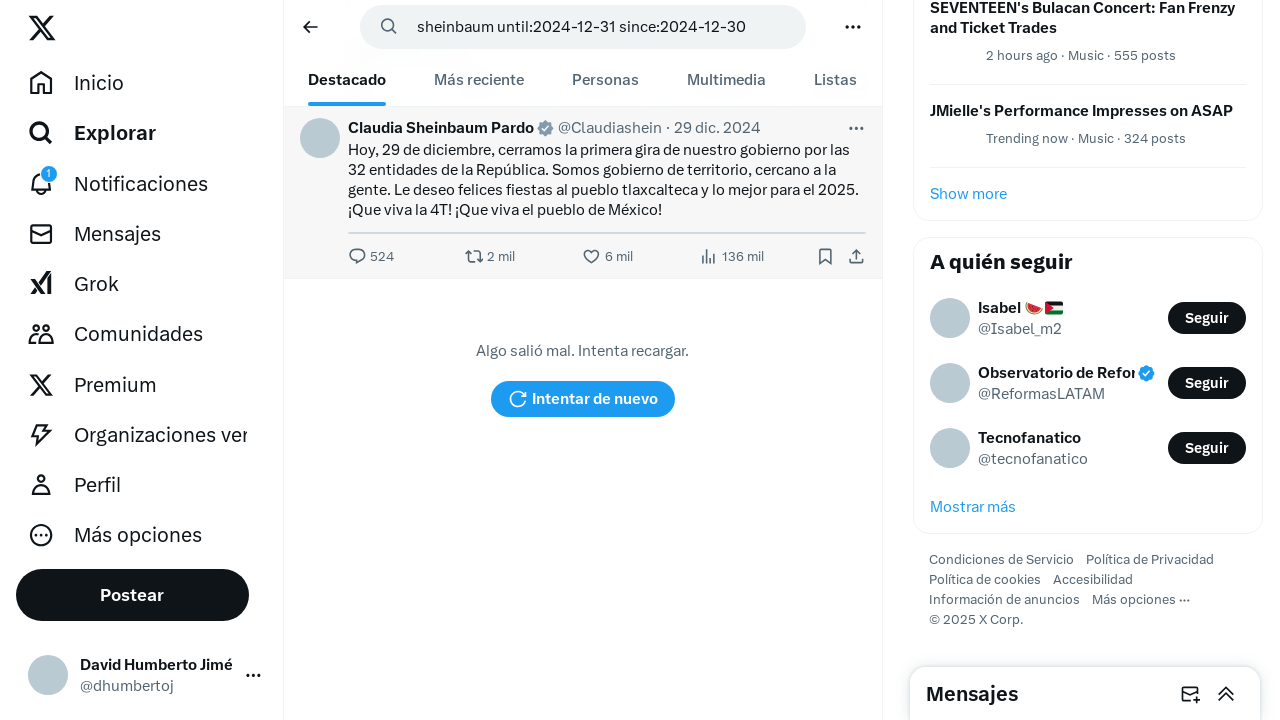 Inicio
Explorar
1
Notificaciones
Mensajes
Grok
Comunidades
Premium
Organizaciones ver
Perfil
Más opciones
Postear
David Humberto Jimé
@dhumbertoj
sheinbaum until:2024-12-31 since:2024-12-30
Destacado Más reciente Personas Multimedia Listas
Claudia Sheinbaum Pardo @Claudiashein · 29 dic. 2024
Hoy, 29 de diciembre, cerramos la primera gira de nuestro gobierno por las
32 entidades de la República. Somos gobierno de territorio, cercano a la
gente. Le deseo felices fiestas al pueblo tlaxcalteca y lo mejor para el 2025.
¡Que viva la 4T! ¡Que viva el pueblo de México!
524 2 mil 6 mil 136 mil
Algo salió mal. Intenta recargar.
Intentar de nuevo
SEVENTEEN's Bulacan Concert: Fan Frenzy
and Ticket Trades
2 hours ago · Music · 555 posts
JMielle's Performance Impresses on ASAP
Trending now · Music · 324 posts
Show more
A quién seguir
Isabel
@Isabel_m2
Seguir
Observatorio de Refor
@ReformasLATAM
Seguir
Tecnofanatico
@tecnofanatico
Seguir
Mostrar más
Condiciones de Servicio Política de Privacidad
Política de cookies Accesibilidad
Información de anuncios Más opciones ···
© 2025 X Corp.
Mensajes